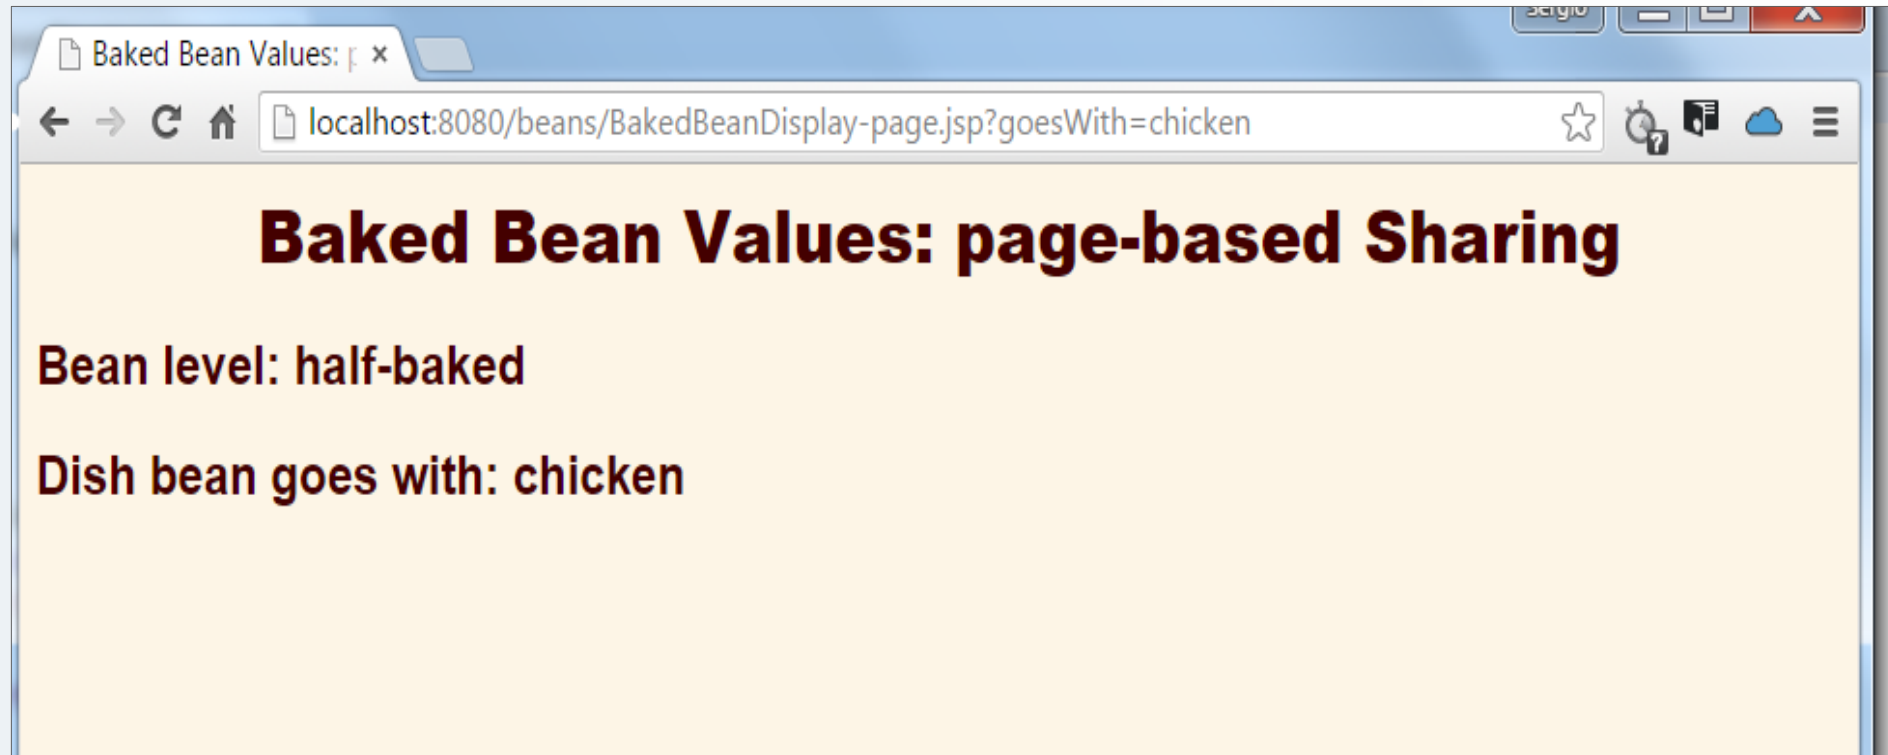 Sergio
Baked Bean Values: p
localhost:8080/beans/BakedBeanDisplay-page.jsp?goesWith=chicken
Baked Bean Values: page-based Sharing
Bean level: half-baked
Dish bean goes with: chicken